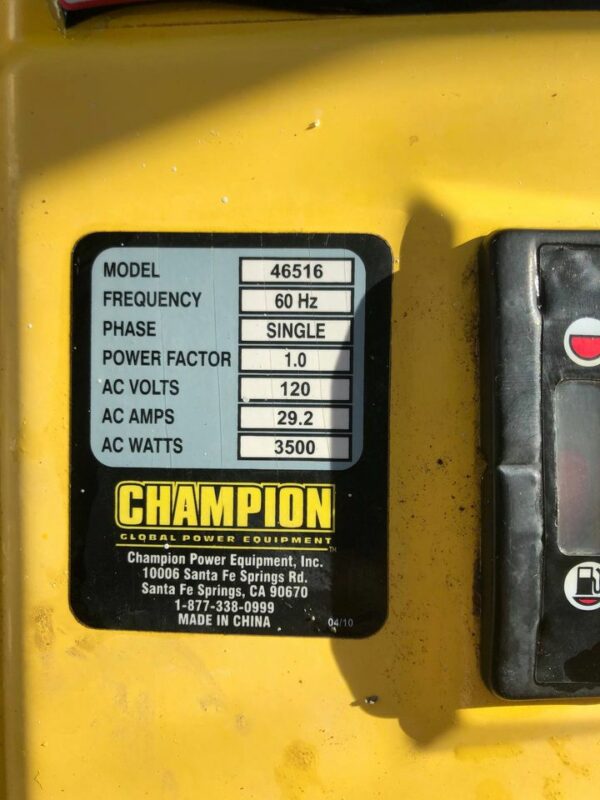 MODEL 46516
FREQUENCY 60 Hz
PHASE SINGLE
POWER FACTOR 1.0
AC VOLTS 120
AC AMPS 29.2
AC WATTS 3500
CHAMPION
GLOBAL POWER EQUIPMENT™
Champion Power Equipment, Inc.
10006 Santa Fe Springs Rd.
Santa Fe Springs, CA 90670
1-877-338-0999
MADE IN CHINA 04/10